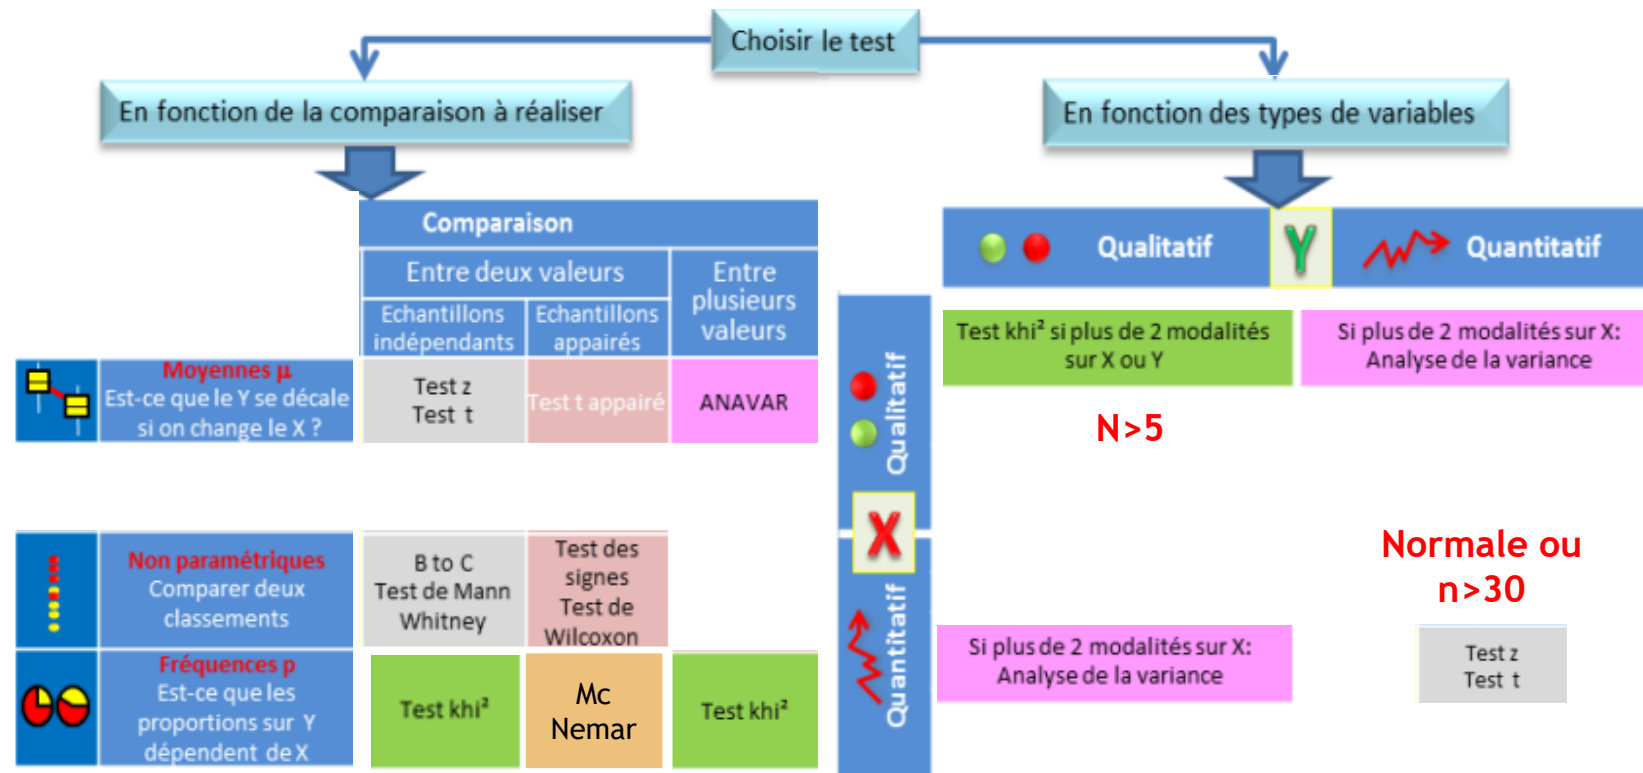 Choisir le test
En fonction de la comparaison à réaliser
En fonction des types de variables
Comparaison
Entre deux valeurs
Entre
plusieurs
valeurs
Echantillons
indépendants
Echantillons
appairés
Moyennes µ
Est-ce que le Y se décale
si on change le X ?
Test z
Test t
Test t appairé
ANAVAR
Non paramétriques
Comparer deux
classements
B to C
Test de Mann
Whitney
Test des
signes
Test de
Wilcoxon
Fréquences p
Est-ce que les
proportions sur Y
dépendent de X
Test khi²
Mc
Nemar
Test khi²
Qualitatif
Y
Quantitatif
Qualitatif
X
Quantitatif
Test khi² si plus de 2 modalités
sur X ou Y
Si plus de 2 modalités sur X:
Analyse de la variance
N>5
Normale ou
n>30
Si plus de 2 modalités sur X:
Analyse de la variance
Test z
Test t